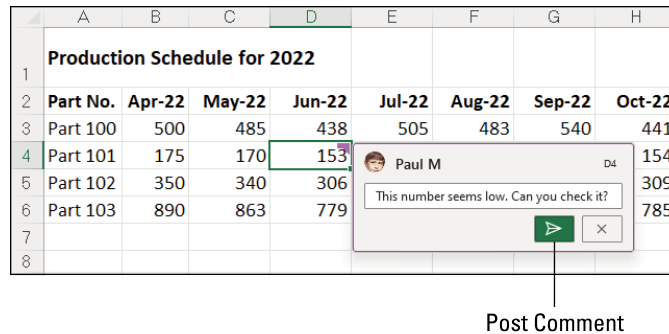 A B C D E F G H
1 Production Schedule for 2022
2 Part No. Apr-22 May-22 Jun-22 Jul-22 Aug-22 Sep-22 Oct-22
3 Part 100 500 485 438 505 483 540 441
4 Part 101 175 170 153 154
Paul M D4
5 Part 102 350 340 306 309
This number seems low. Can you check it?
6 Part 103 890 863 779 785
7
8
Post Comment